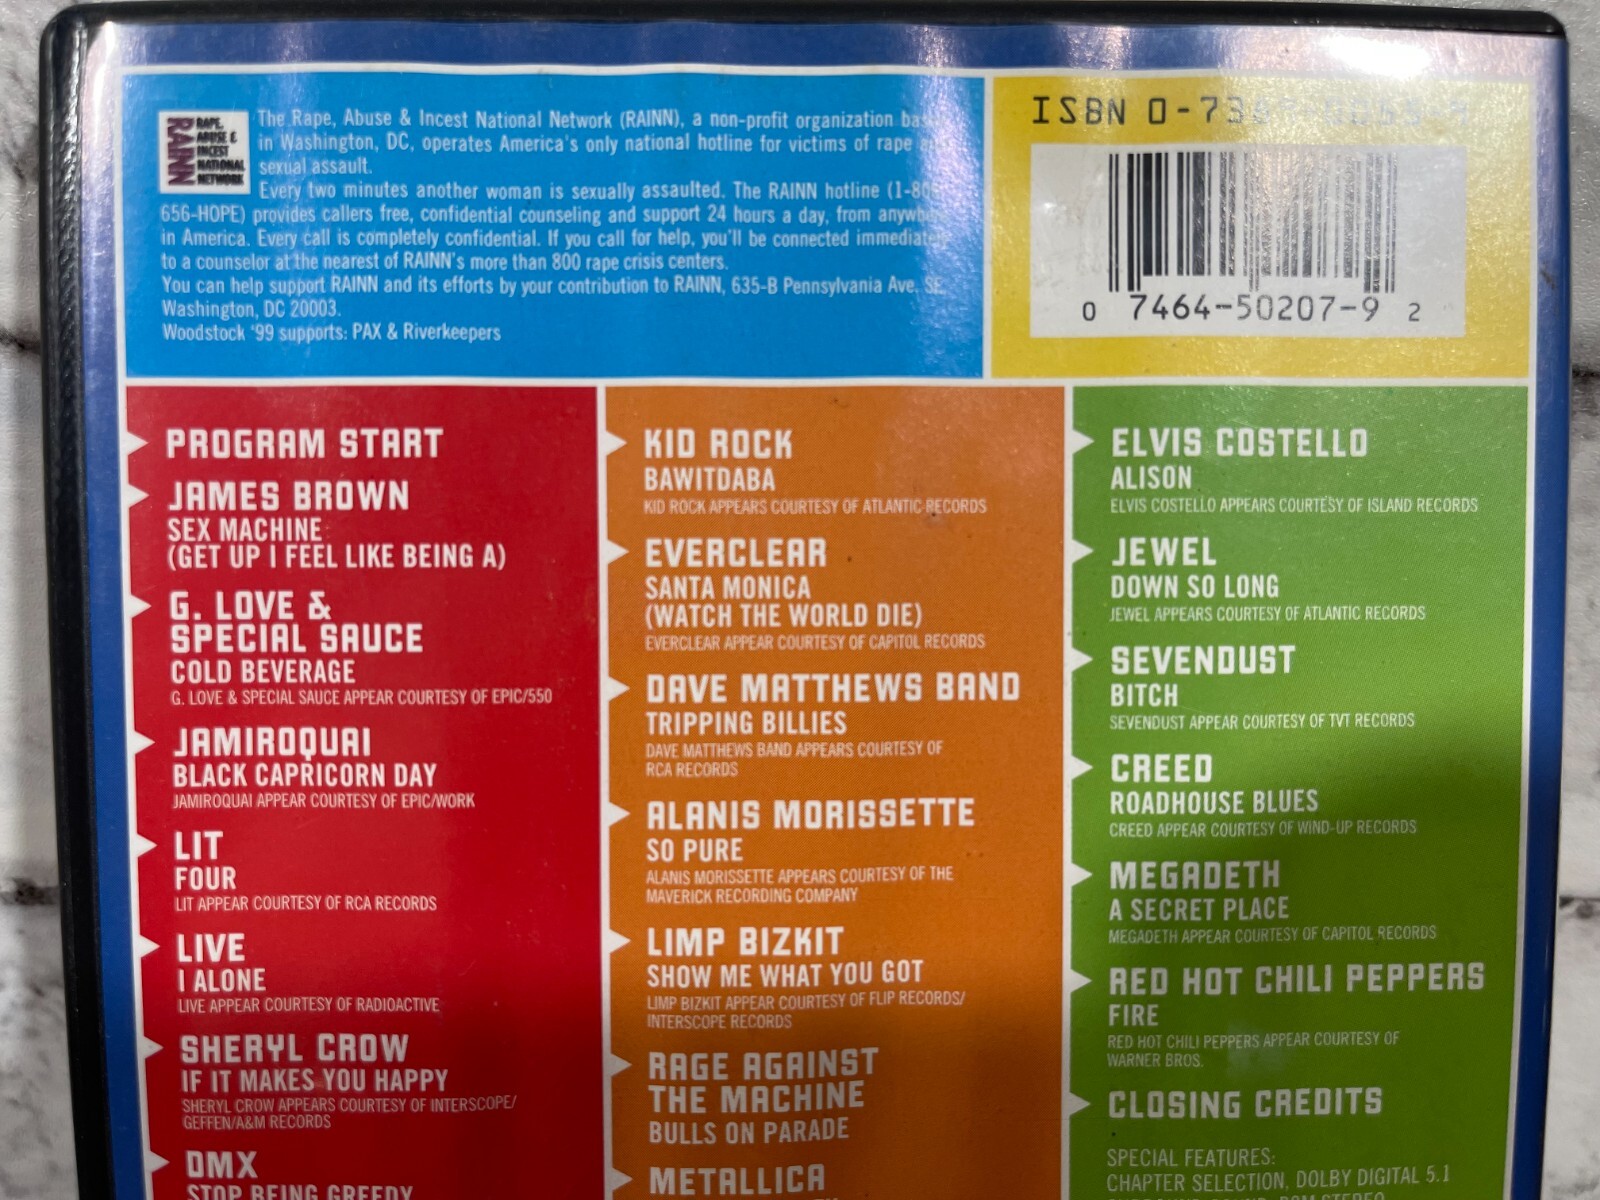 RAINN
RAPE,
ABUSE &
INCEST
NATIONAL
NETWORK
The Rape, Abuse & Incest National Network (RAINN), a non-profit organization
in Washington, DC, operates America's only national hotline for victims of rape
sexual assault.
Every two minutes another woman is sexually assaulted. The RAINN hotline
656-HOPE) provides callers free, confidential counseling and support 24 hours a day, from
in America. Every call is completely confidential. If you call for help, you'll be connected
to a counselor at the nearest of RAINN's more than 800 rape crisis centers.
You can help support RAINN and its efforts by your contribution to RAINN, 635-B Pennsylvania Ave. SE,
Washington, DC 20003.
Woodstock '99 supports: PAX & Riverkeepers
ISBN
0 7464-50207-9 2
PROGRAM START
JAMES BROWN
SEX MACHINE
(GET UP I FEEL LIKE BEING A)
G. LOVE &
SPECIAL SAUCE
COLD BEVERAGE
G. LOVE & SPECIAL SAUCE APPEAR COURTESY OF EPIC/550
JAMIROQUAI
BLACK CAPRICORN DAY
JAMIROQUAI APPEAR COURTESY OF EPIC/WORK
LIT
FOUR
LIT APPEAR COURTESY OF RCA RECORDS
LIVE
I ALONE
LIVE APPEAR COURTESY OF RADIOACTIVE
SHERYL CROW
IF IT MAKES YOU HAPPY
SHERYL CROW APPEARS COURTESY OF INTERSCOPE/
GEFFEN/A&M RECORDS
DMX
STOP BEING GREEDY
KID ROCK
BAWITDABA
KID ROCK APPEARS COURTESY OF ATLANTIC RECORDS
EVERCLEAR
SANTA MONICA
(WATCH THE WORLD DIE)
EVERCLEAR APPEAR COURTESY OF CAPITOL RECORDS
DAVE MATTHEWS BAND
TRIPPING BILLIES
DAVE MATTHEWS BAND APPEARS COURTESY OF
RCA RECORDS
ALANIS MORISSETTE
SO PURE
ALANIS MORISSETTE APPEARS COURTESY OF THE
MAVERICK RECORDING COMPANY
LIMP BIZKIT
SHOW ME WHAT YOU GOT
LIMP BIZKIT APPEAR COURTESY OF FLIP RECORDS/
INTERSCOPE RECORDS
RAGE AGAINST
THE MACHINE
BULLS ON PARADE
METALLICA
ELVIS COSTELLO
ALISON
ELVIS COSTELLO APPEARS COURTESY OF ISLAND RECORDS
JEWEL
DOWN SO LONG
JEWEL APPEARS COURTESY OF ATLANTIC RECORDS
SEVENDUST
BITCH
SEVENDUST APPEAR COURTESY OF TVT RECORDS
CREED
ROADHOUSE BLUES
CREED APPEAR COURTESY OF WIND-UP RECORDS
MEGADETH
A SECRET PLACE
MEGADETH APPEAR COURTESY OF CAPITOL RECORDS
RED HOT CHILI PEPPERS
FIRE
RED HOT CHILI PEPPERS APPEAR COURTESY OF
WARNER BROS.
CLOSING CREDITS
SPECIAL FEATURES:
CHAPTER SELECTION, DOLBY DIGITAL 5.1